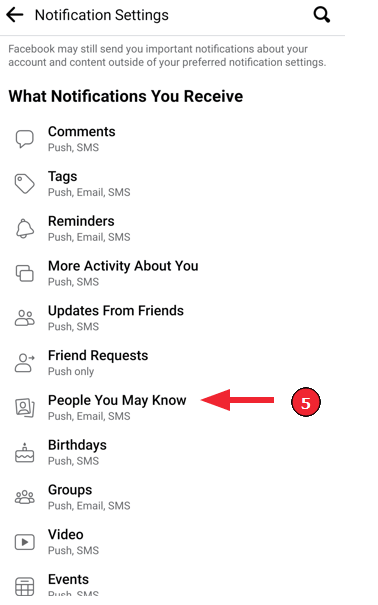 Notification Settings
Facebook may still send you important notifications about your
account and content outside of your preferred notification settings.
What Notifications You Receive
Comments
Push, SMS
Tags
Push, Email, SMS
Reminders
Push, Email, SMS
More Activity About You
Push, SMS
Updates From Friends
Push, SMS
Friend Requests
Push only
People You May Know
5
Push, Email, SMS
Birthdays
Push, SMS
Groups
Push, Email, SMS
Video
Push, SMS
Events
Push, SMS